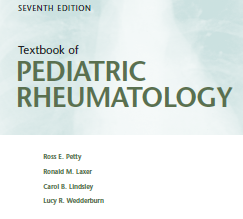 SEVENTH EDITION
Textbook of
PEDIATRIC
RHEUMATOLOGY
Ross E. Petty
Ronald M. Laxer
Carol B. Lindsley
Lucy R. Wedderburn